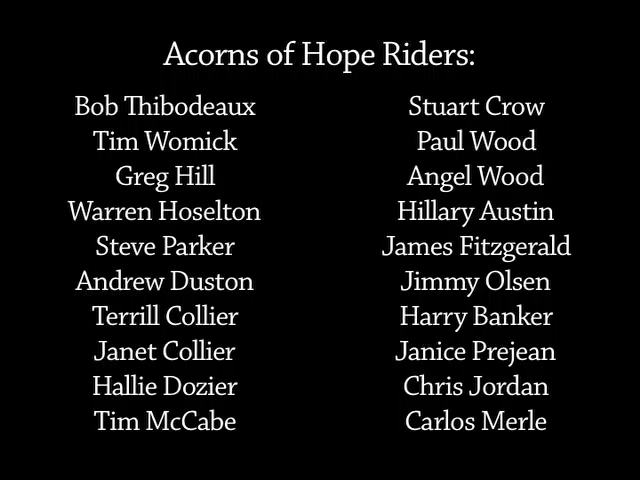 Acorns of Hope Riders:
Bob Thibodeaux
Tim Womick
Greg Hill
Warren Hoselton
Steve Parker
Andrew Duston
Terrill Collier
Janet Collier
Hallie Dozier
Tim McCabe
Stuart Crow
Paul Wood
Angel Wood
Hillary Austin
James Fitzgerald
Jimmy Olsen
Harry Banker
Janice Prejean
Chris Jordan
Carlos Merle